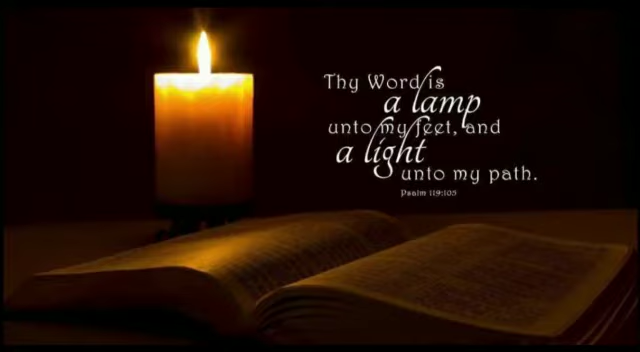 Thy Word is
a lamp
unto my feet, and
a light
unto my path.
Psalm 119:105